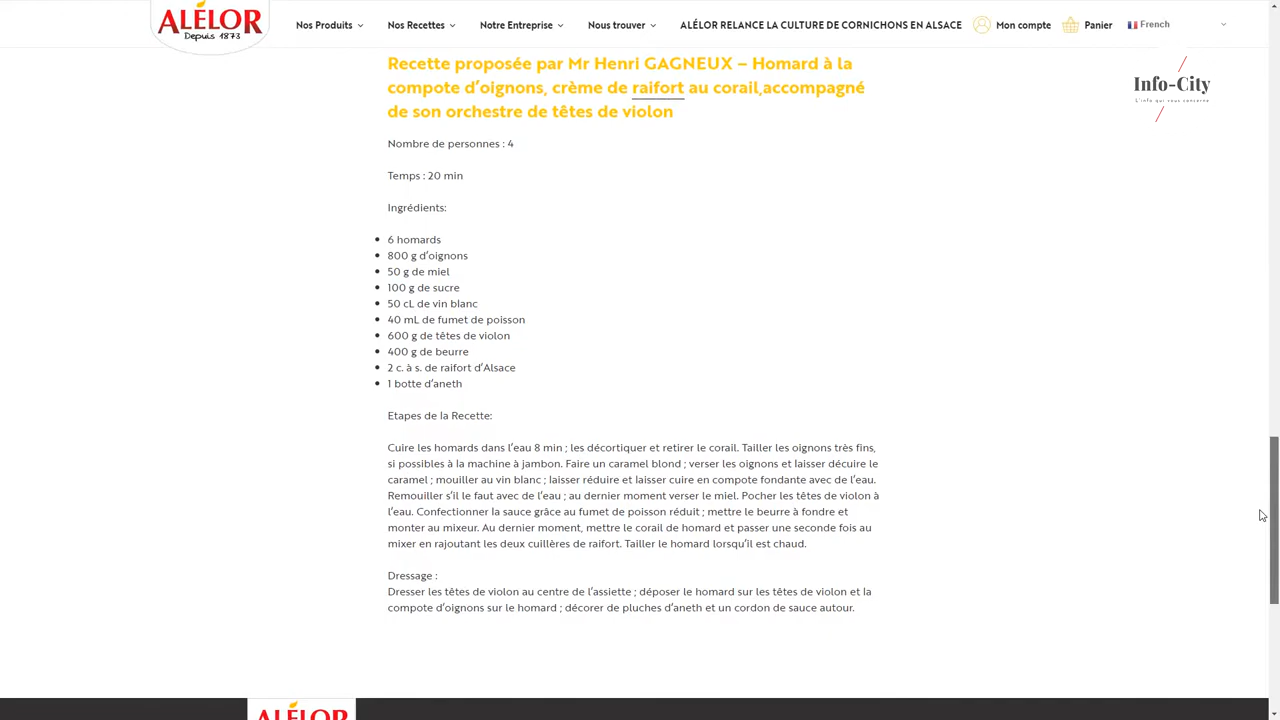 ALÉLOR
Depuis 1873
Nos Produits
Nos Recettes
Notre Entreprise
Nous trouver
ALÉLOR RELANCE LA CULTURE DE CORNICHONS EN ALSACE
Mon compte
Panier
French
Info-City
L'info qui vous concerne
Recette proposée par Mr Henri GAGNEUX – Homard à la
compote d’oignons, crème de raifort au corail,accompagné
de son orchestre de têtes de violon
Nombre de personnes : 4
Temps : 20 min
Ingrédients:
6 homards
800 g d’oignons
50 g de miel
100 g de sucre
50 cL de vin blanc
40 mL de fumet de poisson
600 g de têtes de violon
400 g de beurre
2 c. à s. de raifort d’Alsace
1 botte d’aneth
Etapes de la Recette:
Cuire les homards dans l’eau 8 min ; les décortiquer et retirer le corail. Tailler les oignons très fins,
si possibles à la machine à jambon. Faire un caramel blond ; verser les oignons et laisser décuire le
caramel ; mouiller au vin blanc ; laisser réduire et laisser cuire en compote fondante avec de l’eau.
Remouiller s’il le faut avec de l’eau ; au dernier moment verser le miel. Pocher les têtes de violon à
l’eau. Confectionner la sauce grâce au fumet de poisson réduit ; mettre le beurre à fondre et
monter au mixeur. Au dernier moment, mettre le corail de homard et passer une seconde fois au
mixer en rajoutant les deux cuillères de raifort. Tailler le homard lorsqu’il est chaud.
Dressage :
Dresser les têtes de violon au centre de l’assiette ; déposer le homard sur les têtes de violon et la
compote d’oignons sur le homard ; décorer de pluches d’aneth et un cordon de sauce autour.
ALÉLOR